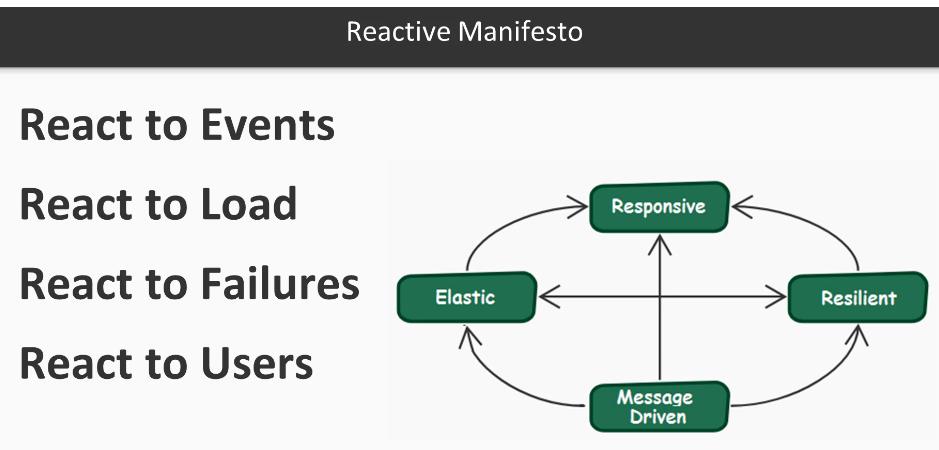 Reactive Manifesto
React to Events
React to Load
React to Failures
React to Users
Responsive
Elastic
Resilient
Message
Driven